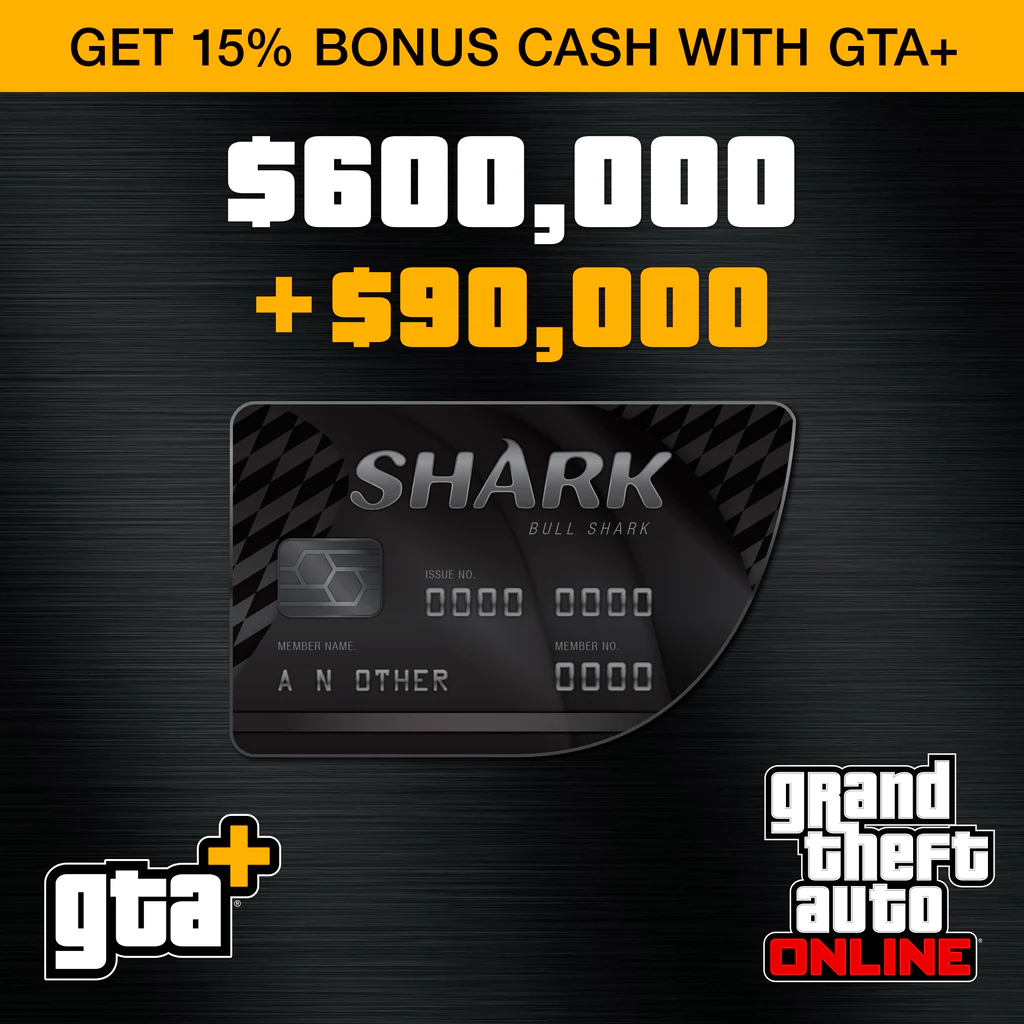 GET 15% BONUS CASH WITH GTA+
$600,000
+$90,000
SHARK
BULL SHARK
ISSUE NO.
0000 0000
MEMBER NAME.
MEMBER NO.
A N OTHER
0000
gta+®
grand
theft
auto
ONLINE®